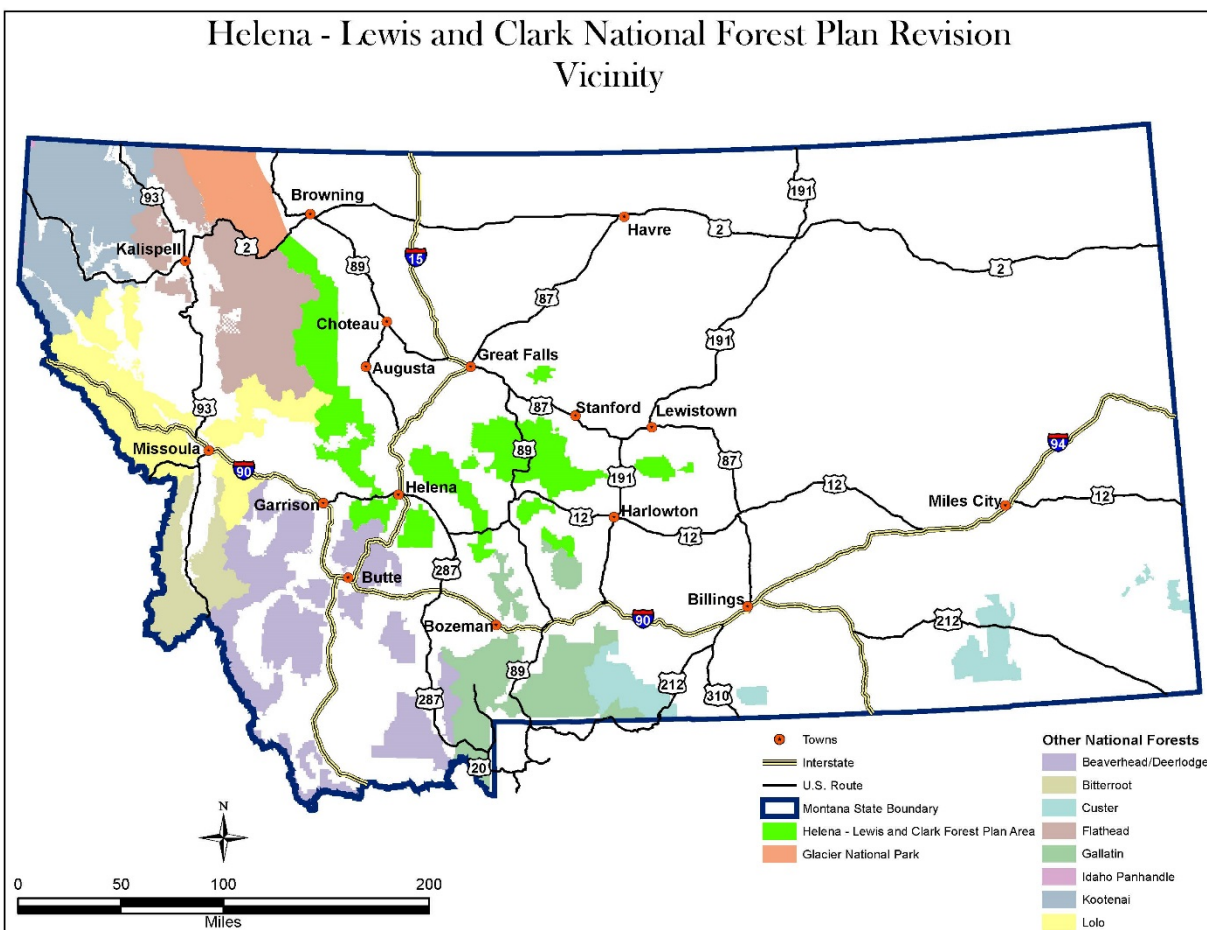 Helena - Lewis and Clark National Forest Plan Revision
Vicinity
93
Browning
191
Havre
2
Kalispell
2
15
89
2
87
Choteau
191
Great Falls
Augusta
87
Stanford
Lewistown
93
94
Missoula
89
87
90
191
Helena
12
Miles City
12
Garrison
12
Harlowton
12
287
Butte
Billings
90
212
Bozeman
89
212
310
287
20
Towns
Interstate
U.S. Route
Montana State Boundary
Helena - Lewis and Clark Forest Plan Area
Glacier National Park
Other National Forests
Beaverhead/Deerlodge
Bitterroot
Custer
Flathead
Gallatin
Idaho Panhandle
Kootenai
Lolo
N
0 50 100 200
Miles